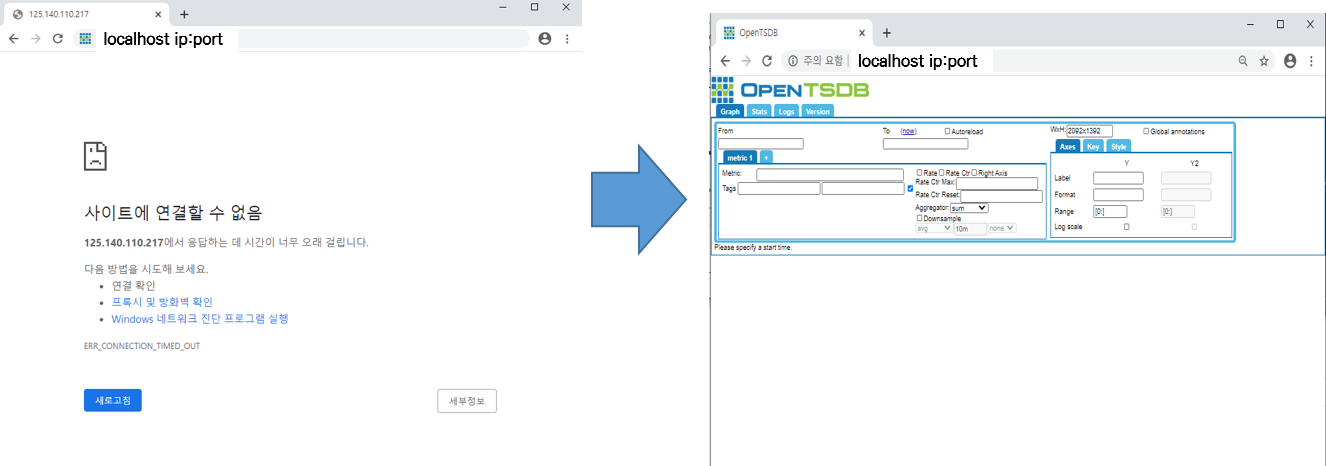 125.140.110.217
localhost ip:port
사이트에 연결할 수 없음
125.140.110.217에서 응답하는 데 시간이 너무 오래 걸립니다.
다음 방법을 시도해 보세요.
연결 확인
프록시 및 방화벽 확인
Windows 네트워크 진단 프로그램 실행
ERR_CONNECTION_TIMED_OUT
새로고침 세부정보
OpenTSDB
주의 요함 localhost ip:port
OPENTSDB
Graph Stats Logs Version
From To (now) Autoreload WxH: 2092x1392 Global annotations
metric 1 + Axes Key Style
Y Y2
Metric: Rate Rate Ctr Right Axis
Label
Rate Ctr Max:
Tags
Rate Ctr Reset:
Format
Aggregator: sum
Range [0:] [0:]
Downsample
avg 10m none
Log scale
Please specify a start time.